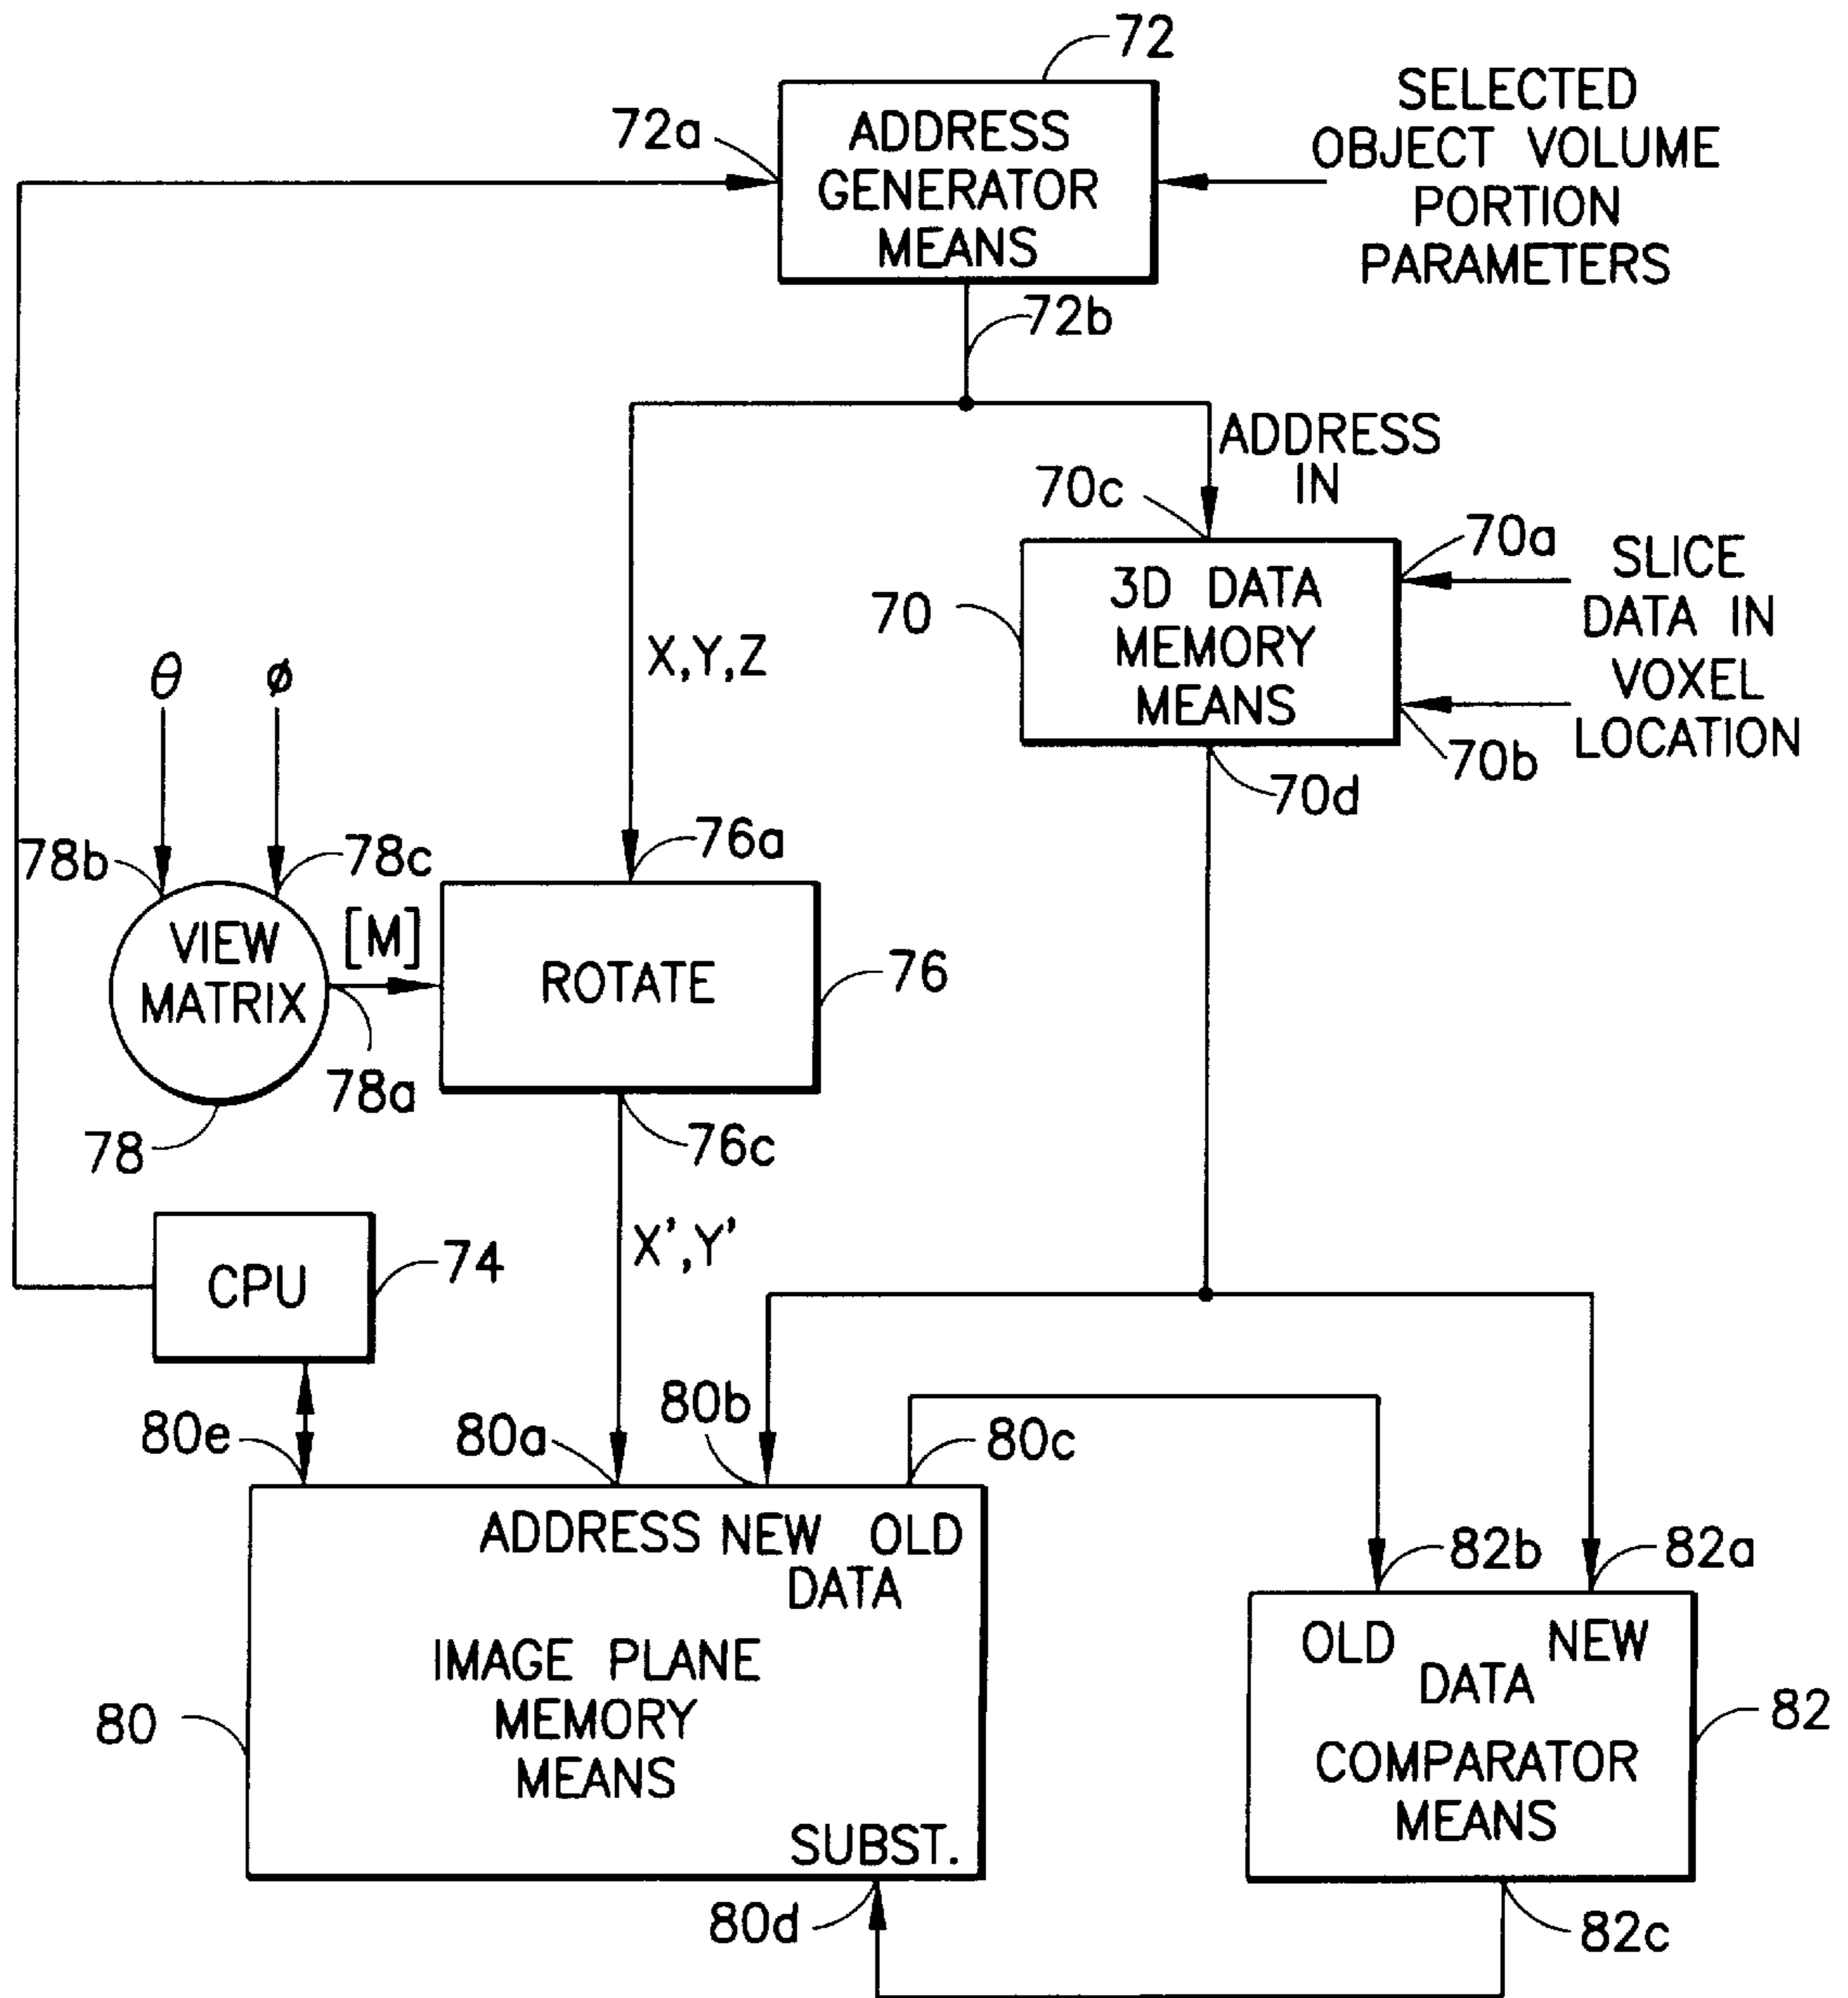 72
SELECTED
OBJECT VOLUME
PORTION
PARAMETERS
72a
ADDRESS
GENERATOR
MEANS
72b
ADDRESS
IN
70c
70a
SLICE
DATA IN
VOXEL
LOCATION
70
3D DATA
MEMORY
MEANS
70b
70d
X,Y,Z
θ
ø
78b
78c
76a
VIEW
MATRIX
[M]
ROTATE
76
78a
78
76c
X',Y'
CPU
74
80e
80a
80b
80c
82b
82a
ADDRESS NEW OLD
DATA
IMAGE PLANE
MEMORY
MEANS
80
SUBST.
80d
OLD NEW
DATA
COMPARATOR
MEANS
82
82c